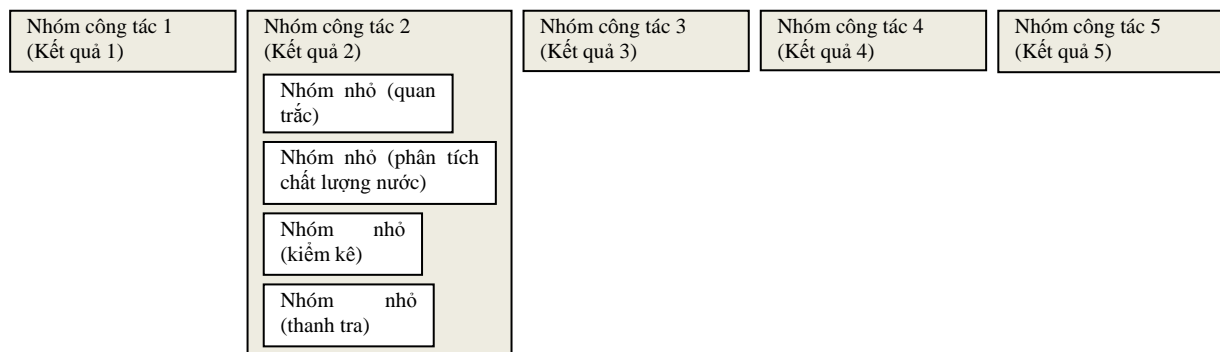 Nhóm công tác 1
(Kết quả 1)
Nhóm công tác 2
(Kết quả 2)
Nhóm nhỏ (quan
trắc)
Nhóm nhỏ (phân tích
chất lượng nước)
Nhóm nhỏ
(kiểm kê)
Nhóm nhỏ
(thanh tra)
Nhóm công tác 3
(Kết quả 3)
Nhóm công tác 4
(Kết quả 4)
Nhóm công tác 5
(Kết quả 5)